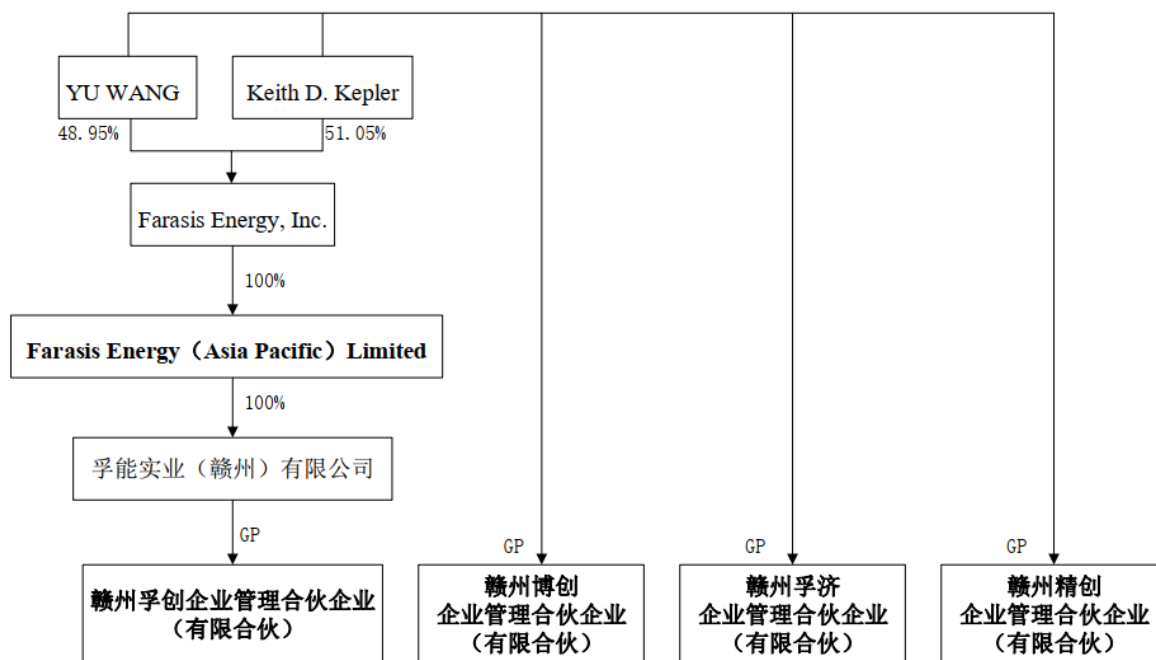 YU WANG
Keith D. Kepler
48.95%
51.05%
Farasis Energy, Inc.
100%
Farasis Energy（Asia Pacific）Limited
100%
孚能实业（赣州）有限公司
GP
GP
GP
GP
赣州孚创企业管理合伙企业
（有限合伙）
赣州博创
企业管理合伙企业
（有限合伙）
赣州孚济
企业管理合伙企业
（有限合伙）
赣州精创
企业管理合伙企业
（有限合伙）